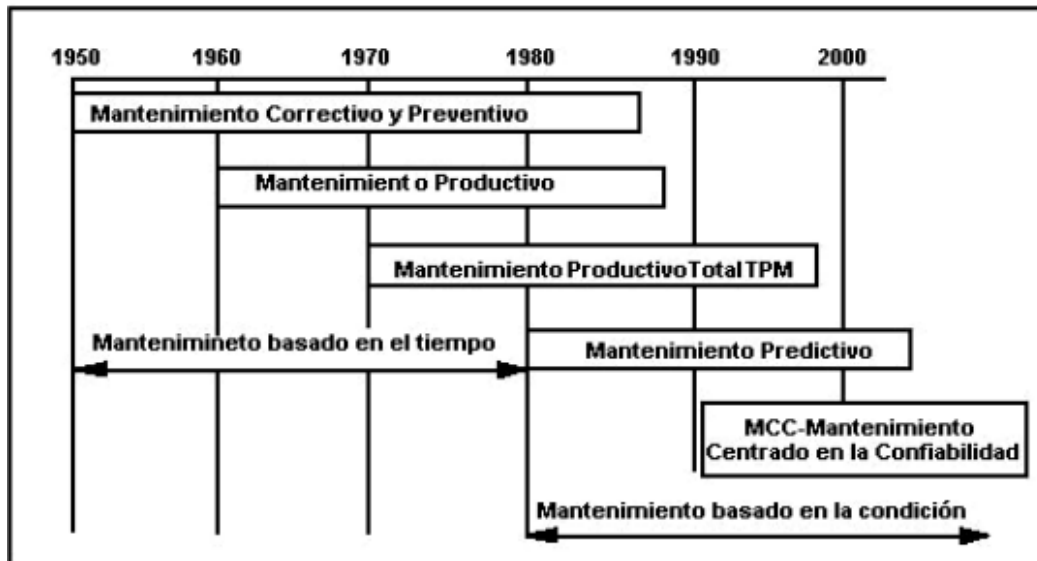 1950 1960 1970 1980 1990 2000
Mantenimiento Correctivo y Preventivo
Mantenimient o Productivo
Mantenimiento ProductivoTotal TPM
Mantenimineto basado en el tiempo
Mantenimiento Predictivo
MCC-Mantenimiento
Centrado en la Confiabilidad
Mantenimiento basado en la condición